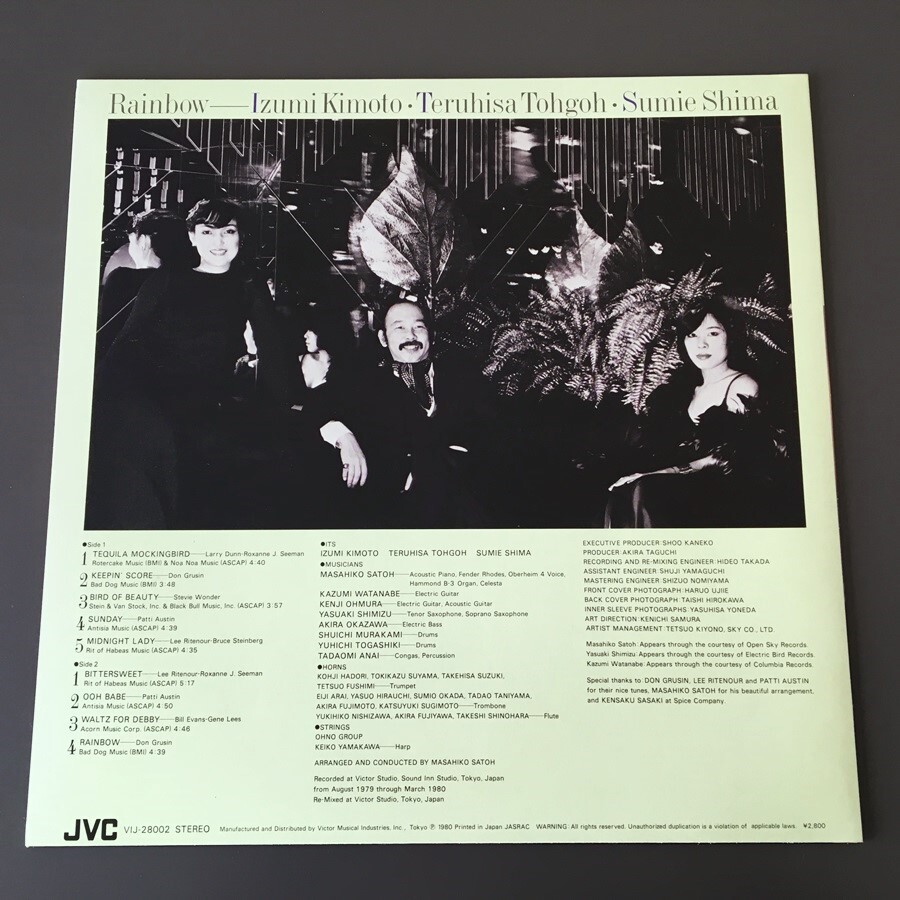 Rainbow—Izumi Kimoto • Teruhisa Tohgoh • Sumie Shima
●Side 1
1 TEQUILA MOCKINGBIRD—Larry Dunn-Roxanne J. Seeman
Rotercake Music (BMI) & Noa Noa Music (ASCAP) 4:40
2 KEEPIN' SCORE—Don Grusin
Bad Dog Music (BMI) 3:48
3 BIRD OF BEAUTY—Stevie Wonder
Stein & Van Stock, Inc. & Black Bull Music, Inc. (ASCAP) 3:57
4 SUNDAY—Patti Austin
Antisia Music (ASCAP) 4:39
5 MIDNIGHT LADY—Lee Ritenour-Bruce Steinberg
Rit of Habeas Music (ASCAP) 4:35
●Side 2
1 BITTERSWEET—Lee Ritenour-Roxanne J. Seeman
Rit of Habeas Music (ASCAP) 5:17
2 OOH BABE—Patti Austin
Antisia Music (ASCAP) 4:50
3 WALTZ FOR DEBBY—Bill Evans-Gene Lees
Acorn Music Corp. (ASCAP) 4:46
4 RAINBOW—Don Grusin
Bad Dog Music (BMI) 4:39
●ITS
IZUMI KIMOTO TERUHISA TOHGOH SUMIE SHIMA
●MUSICIANS
MASAHIKO SATOH—Acoustic Piano, Fender Rhodes, Oberheim 4 Voice,
Hammond B-3 Organ, Celesta
KAZUMI WATANABE—Electric Guitar
KENJI OHMURA—Electric Guitar, Acoustic Guitar
YASUAKI SHIMIZU—Tenor Saxophone, Soprano Saxophone
AKIRA OKAZAWA—Electric Bass
SHUICHI MURAKAMI—Drums
YUHICHI TOGASHIKI—Drums
TADAOMI ANAI—Congas, Percussion
●HORNS
KOHJI HADORI, TOKIKAZU SUYAMA, TAKEHISA SUZUKI,
TETSUO FUSHIMI—Trumpet
EIJI ARAI, YASUO HIRAUCHI, SUMIO OKADA, TADAO TANIYAMA,
AKIRA FUJIMOTO, KATSUYUKI SUGIMOTO—Trombone
YUKIHIKO NISHIZAWA, AKIRA FUJIYAWA, TAKESHI SHINOHARA—Flute
●STRINGS
OHNO GROUP
KEIKO YAMAKAWA—Harp
ARRANGED AND CONDUCTED BY MASAHIKO SATOH
Recorded at Victor Studio, Sound Inn Studio, Tokyo, Japan
from August 1979 through March 1980
Re-Mixed at Victor Studio, Tokyo, Japan
EXECUTIVE PRODUCER: SHOO KANEKO
PRODUCER: AKIRA TAGUCHI
RECORDING AND RE-MIXING ENGINEER: HIDEO TAKADA
ASSISTANT ENGINEER: SHUJI YAMAGUCHI
MASTERING ENGINEER: SHIZUO NOMIYAMA
FRONT COVER PHOTOGRAPH: HARUO UJIIE
BACK COVER PHOTOGRAPH: TAISHI HIROKAWA
INNER SLEEVE PHOTOGRAPHS: YASUHISA YONEDA
ART DIRECTION: KENICHI SAMURA
ARTIST MANAGEMENT: TETSUO KIYONO, SKY CO., LTD.
Masahiko Satoh: Appears through the courtesy of Open Sky Records.
Yasuaki Shimizu: Appears through the courtesy of Electric Bird Records.
Kazumi Watanabe: Appears through the courtesy of Columbia Records.
Special thanks to: DON GRUSIN, LEE RITENOUR and PATTI AUSTIN
for their nice tunes, MASAHIKO SATOH for his beautiful arrangement,
and KENSAKU SASAKI at Spice Company.
JVC VIJ-28002 STEREO Manufactured and Distributed by Victor Musical Industries, Inc., Tokyo Ⓟ 1980 Printed in Japan JASRAC WARNING: All rights reserved. Unauthorized duplication is a violation of applicable laws. ¥2,800